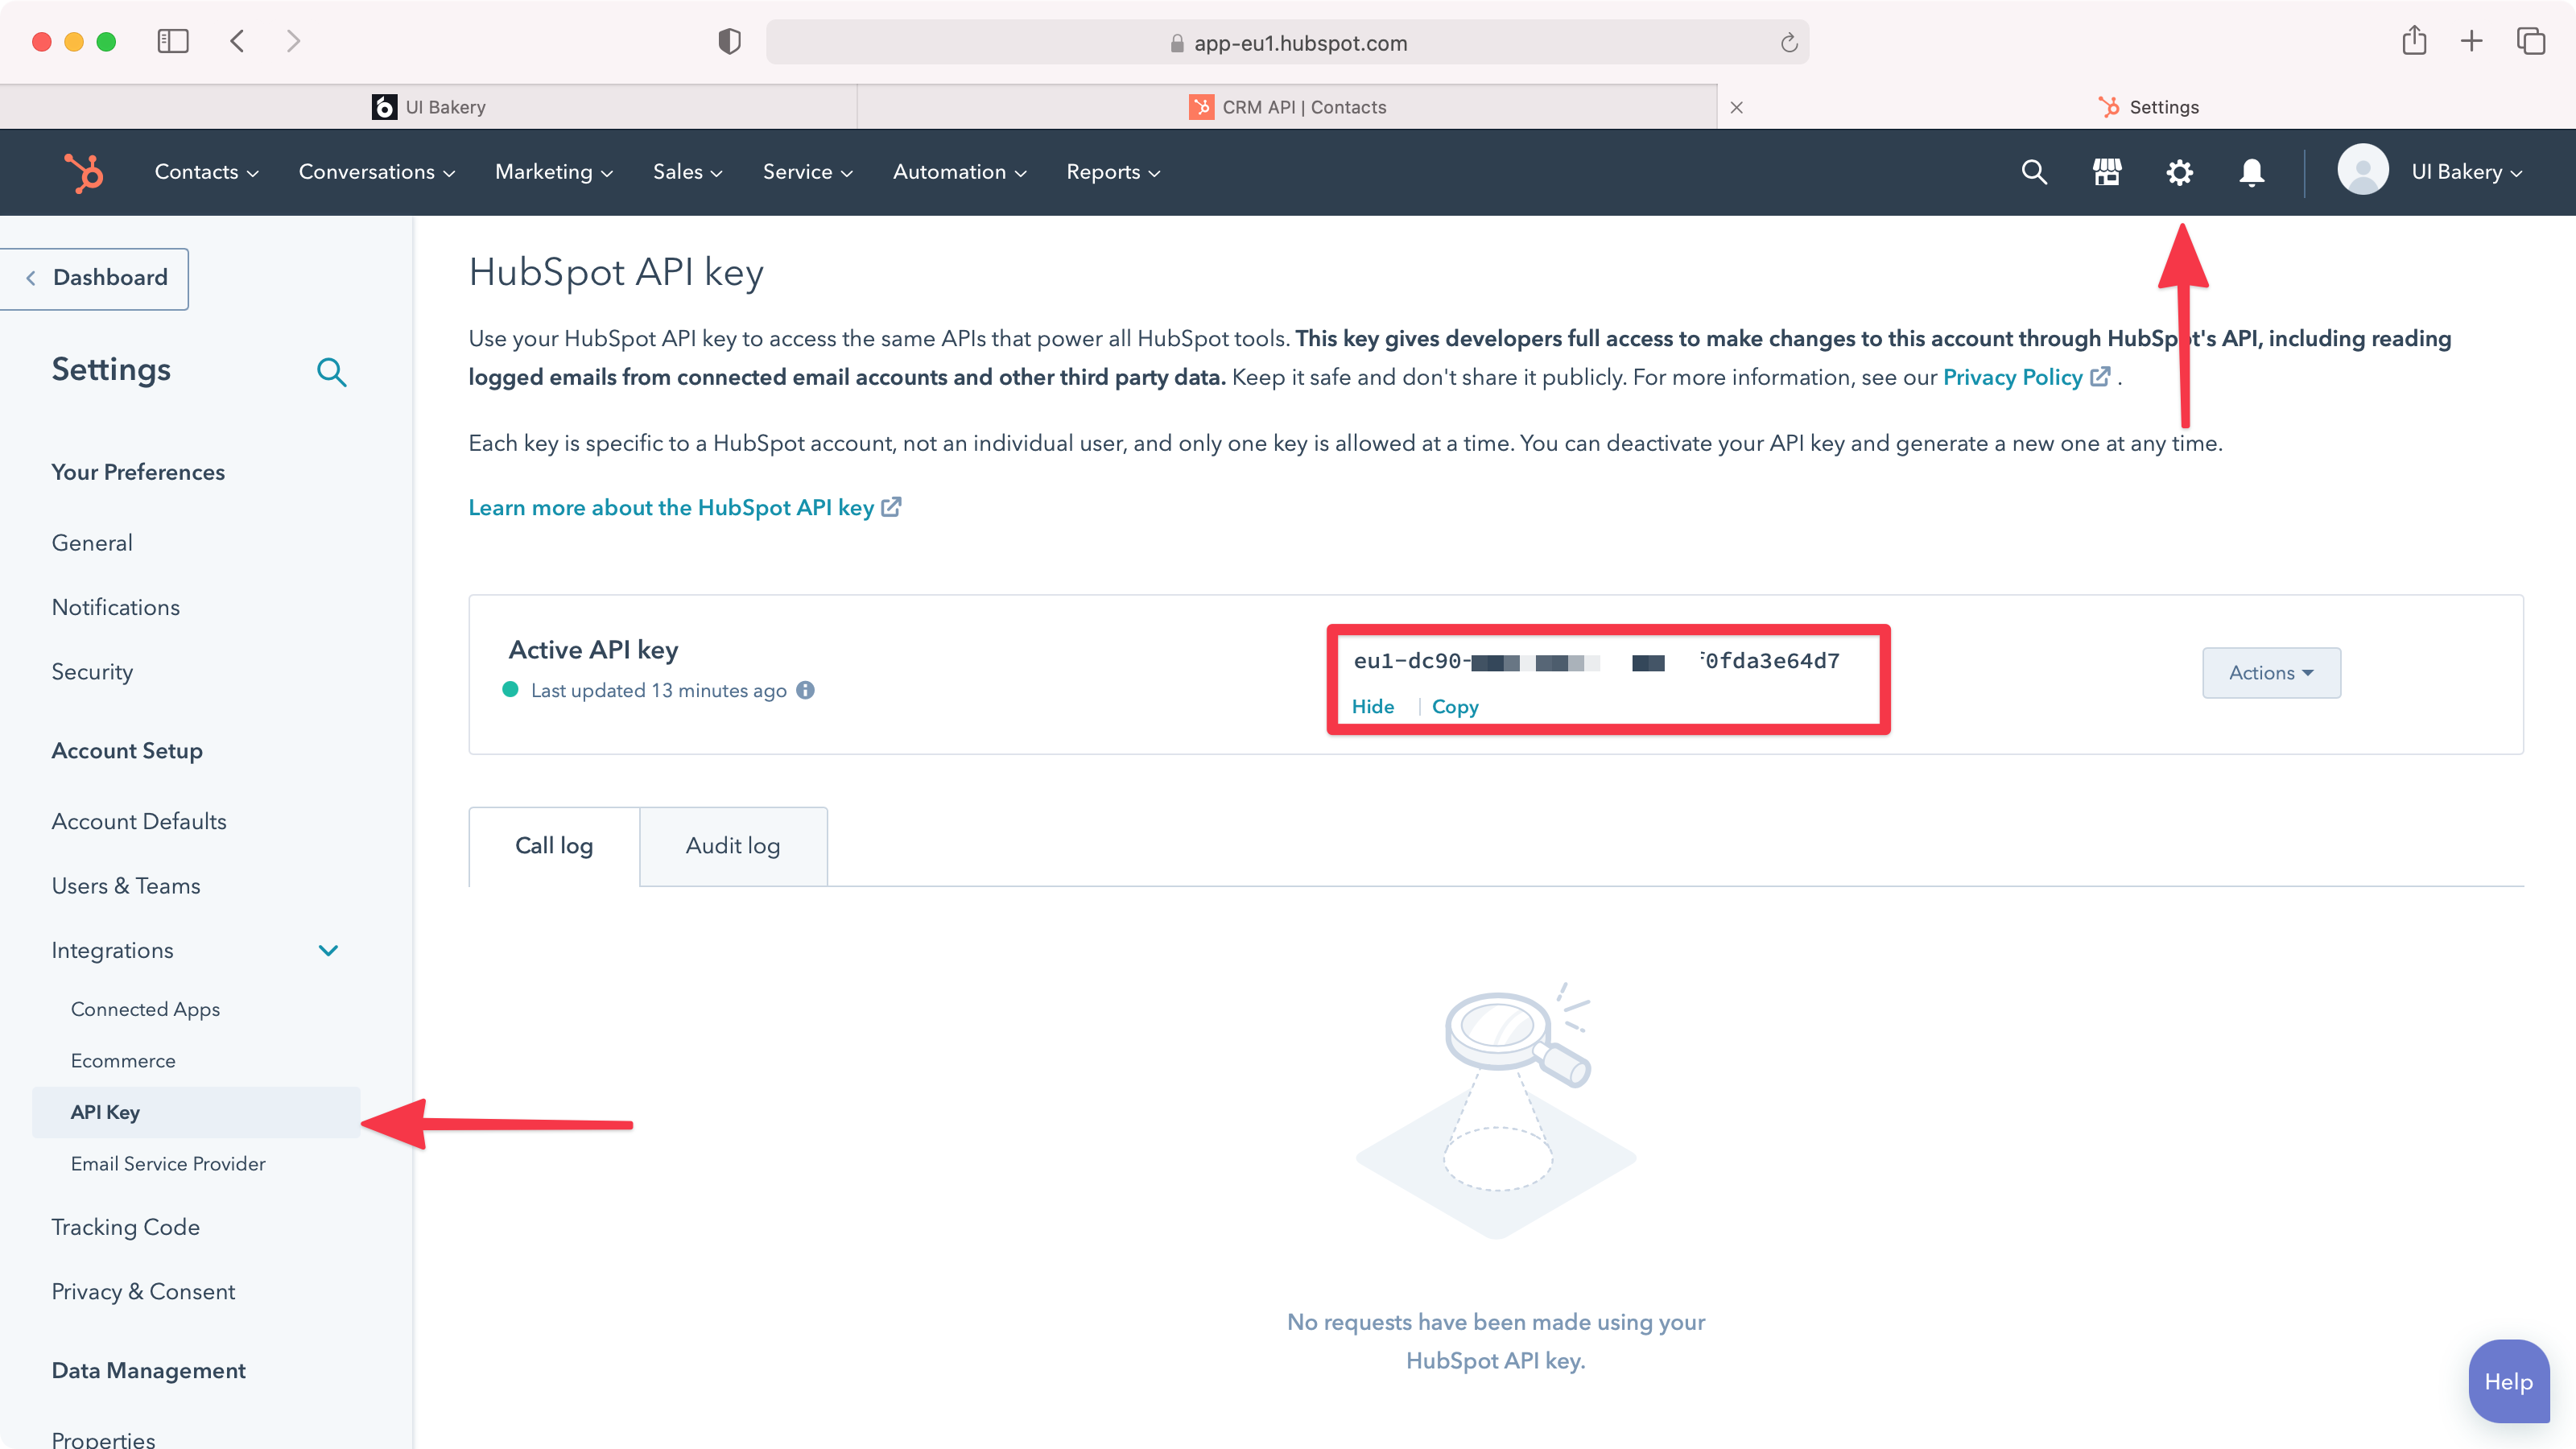 app-eu1.hubspot.com
UI Bakery
CRM API | Contacts
Settings
Contacts
Conversations
Marketing
Sales
Service
Automation
Reports
UI Bakery
Dashboard
Settings
Your Preferences
General
Notifications
Security
Account Setup
Account Defaults
Users & Teams
Integrations
Connected Apps
Ecommerce
API Key
Email Service Provider
Tracking Code
Privacy & Consent
Data Management
Properties
HubSpot API key
Use your HubSpot API key to access the same APIs that power all HubSpot tools. This key gives developers full access to make changes to this account through HubSpot's API, including reading
logged emails from connected email accounts and other third party data. Keep it safe and don't share it publicly. For more information, see our Privacy Policy .
Each key is specific to a HubSpot account, not an individual user, and only one key is allowed at a time. You can deactivate your API key and generate a new one at any time.
Learn more about the HubSpot API key
Active API key
Last updated 13 minutes ago
eu1-dc90- f0fda3e64d7
Hide | Copy
Actions
Call log
Audit log
No requests have been made using your
HubSpot API key.
Help